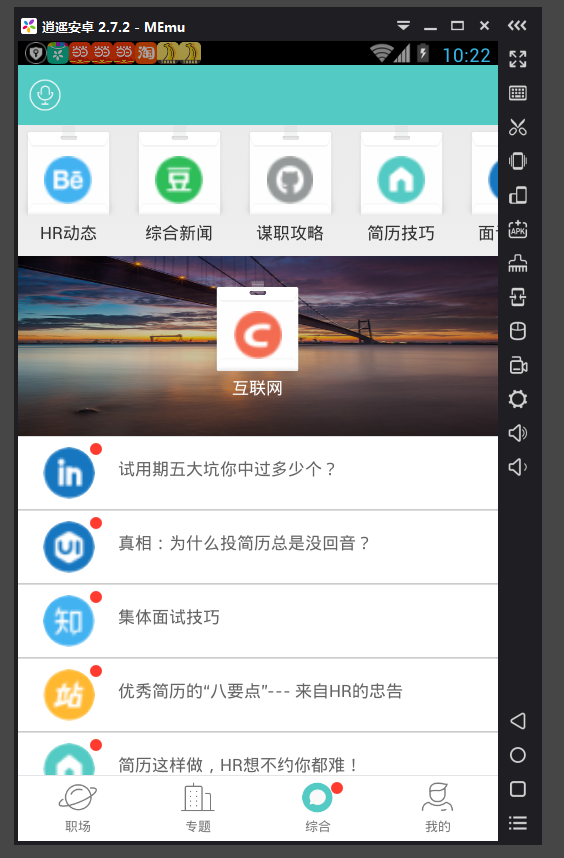 逍遥安卓 2.7.2 - MEmu
淘
10:22
Bē
豆
HR动态
综合新闻
谋职攻略
简历技巧
APK
互联网
in
试用期五大坑你中过多少个？
UI
真相：为什么投简历总是没回音？
知
集体面试技巧
站
优秀简历的“八要点”--- 来自HR的忠告
简历这样做，HR想不约你都难！
职场
专题
综合
我的